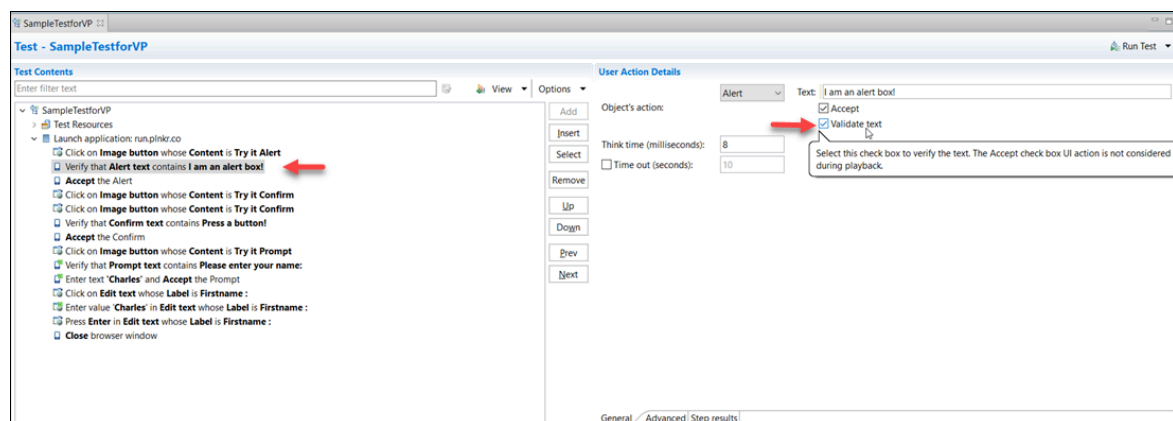 SampleTestforVP
Test - SampleTestforVP
Run Test
Test Contents
Enter filter text
View
Options
SampleTestforVP
Test Resources
Launch application: run.plnkr.co
Click on Image button whose Content is Try it Alert
Verify that Alert text contains I am an alert box!
Accept the Alert
Click on Image button whose Content is Try it Confirm
Click on Image button whose Content is Try it Confirm
Verify that Confirm text contains Press a button!
Accept the Confirm
Click on Image button whose Content is Try it Prompt
Verify that Prompt text contains Please enter your name:
Enter text 'Charles' and Accept the Prompt
Click on Edit text whose Label is Firstname :
Enter value 'Charles' in Edit text whose Label is Firstname :
Press Enter in Edit text whose Label is Firstname :
Close browser window
Add
Insert
Select
Remove
Up
Down
Prev
Next
User Action Details
Alert
Text: I am an alert box!
Object's action:
Accept
Validate text
Think time (milliseconds): 8
Time out (seconds): 10
Select this check box to verify the text. The Accept check box UI action is not considered
during playback.
General Advanced Step results